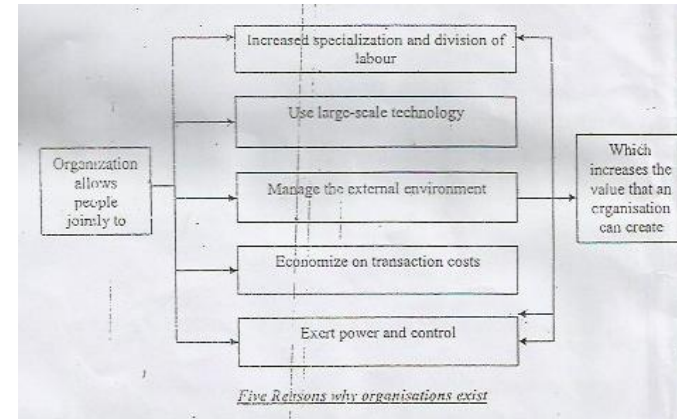 Increased specialization and division of
labour
Use large-scale technology
Organization
allows
people
jointly to
Manage the external environment
Which
increases the
value that an
organisation
can create
Economize on transaction costs
Exert power and control
1
Five Reasons why organisations exist